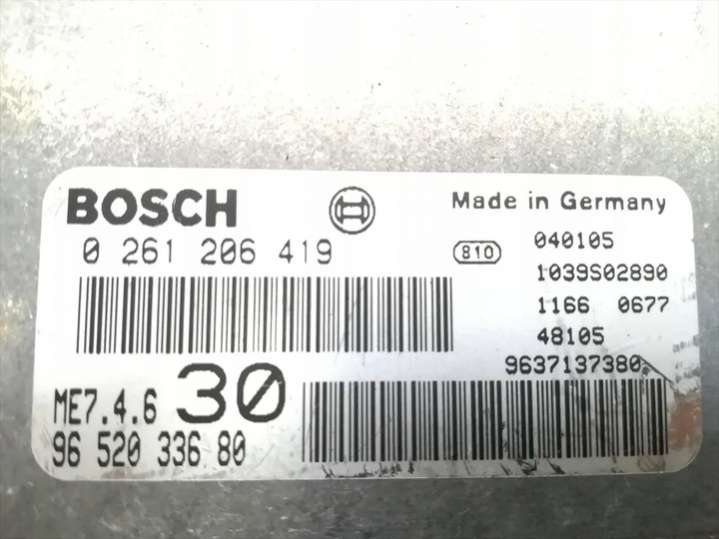 BOSCH
Made in Germany
0 261 206 419
810
040105
1039S02890
1166 0677
48105
9637137380
ME7.4.6
30
96 520 336 80